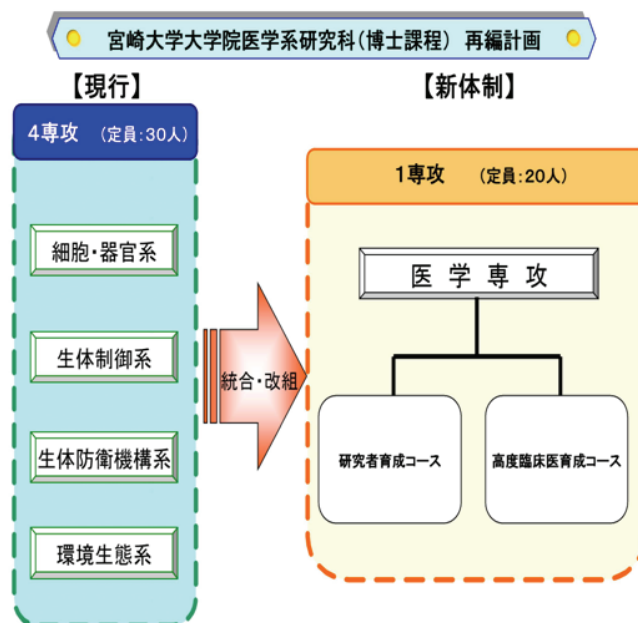 宮崎大学大学院医学系研究科(博士課程) 再編計画
【現行】
4専攻 (定員:30人)
細胞・器官系
生体制御系
生体防衛機構系
環境生態系
統合・改組
【新体制】
1専攻 (定員:20人)
医学専攻
研究者育成コース
高度臨床医育成コース